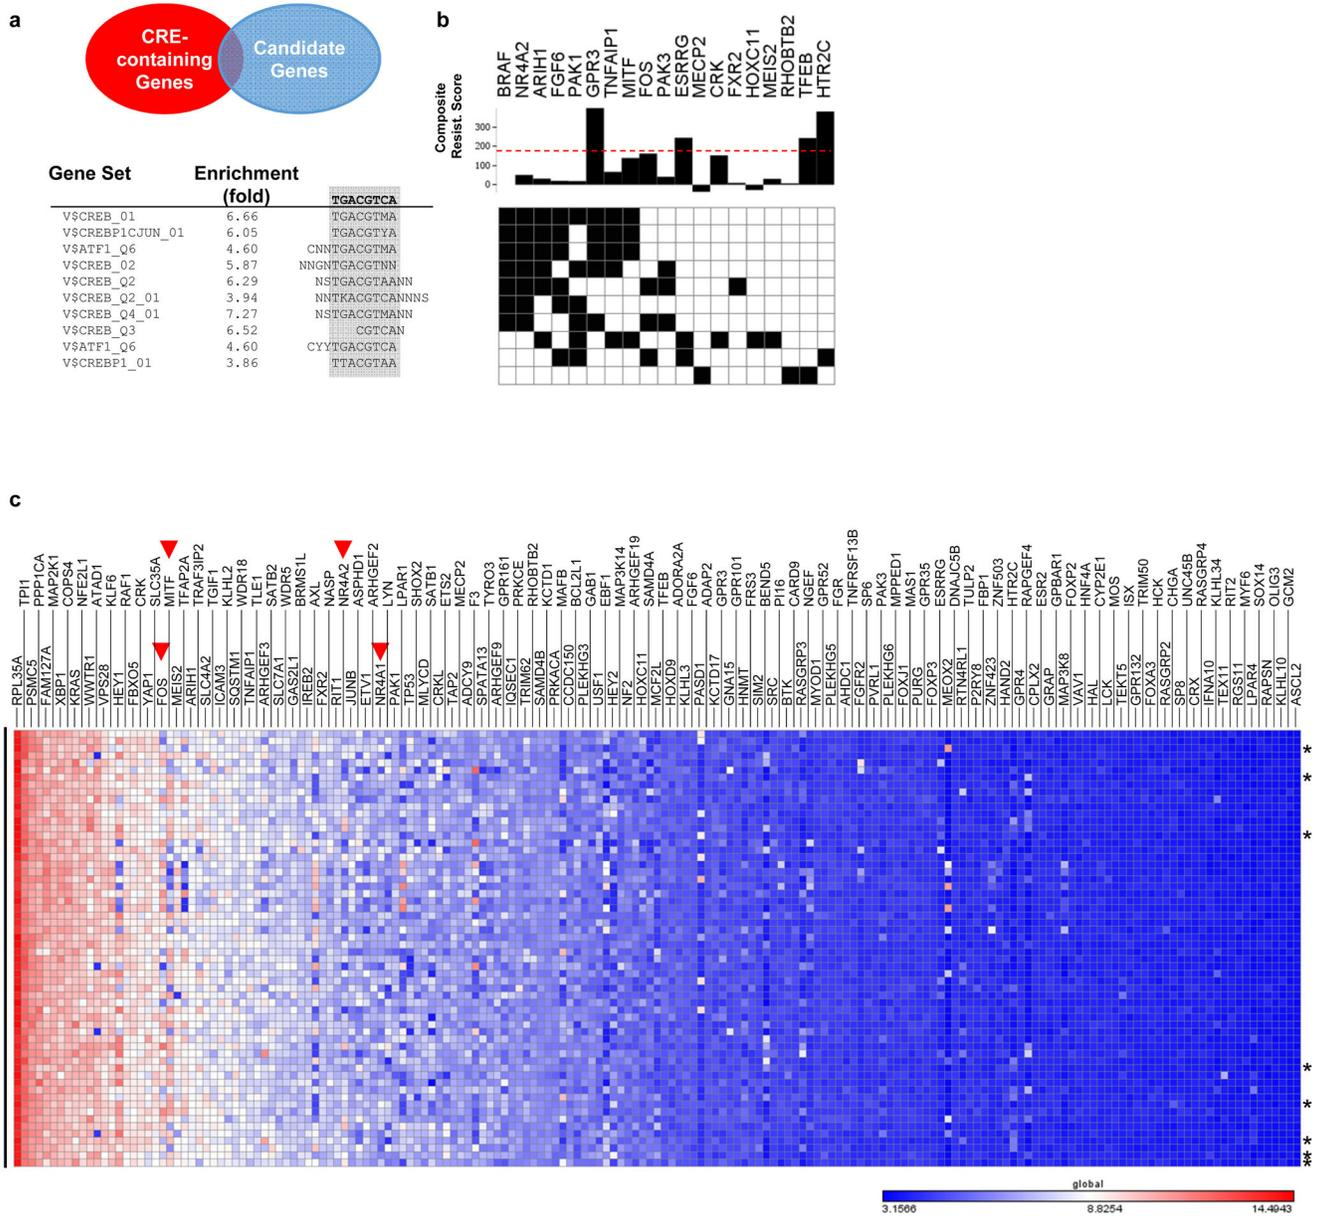 a
CRE-
containing
Genes
Candidate
Genes
Gene Set Enrichment
(fold)
TGACGTCA
V$CREB_01 6.66 TGACGTMA
V$CREBP1CJUN_01 6.05 TGACGTYA
V$ATF1_Q6 4.60 CNNTGACGTMA
V$CREB_02 5.87 NNGNTGACGTNN
V$CREB_Q2 6.29 NSTGACGTAANN
V$CREB_Q2_01 3.94 NNTKACGTCANNNS
V$CREB_Q4_01 7.27 NSTGACGTMANN
V$CREB_Q3 6.52 CGTCAN
V$ATF1_Q6 4.60 CYYTGACGTCA
V$CREBP1_01 3.86 TTACGTAA
b
BRAF NR4A2 ARIH1 FGF6 PAK1 GPR3 TNFAIP1 MITF FOS PAK3 ESRRG MECP2 CRK FXR2 HOXC11 MEIS2 RHOBTB2 TFEB HTR2C
Composite
Resist. Score
300
200
100
0
c
TPI1 PPP1CA MAP2K1 COPS4 NFE2L1 ATAD1 KLF6 RAF1 CRK SLC35A MITF TFAP2A TRAF3IP2 TGIF1 KLHL2 WDR18 TLE1 SATB2 WDR5 BRMS1L AXL NASP NR4A2 ASPHD1 ARHGEF2 LYN LPAR1 SHOX2 SATB1 ETS2 MECP2 F3 TYRO3 GPR161 PRKCE RHOBTB2 KCTD1 MAFB BCL2L1 GAB1 EBF1 MAP3K14 ARHGEF19 SAMD4A TFEB ADORA2A FGF6 ADAP2 GPR3 GPR101 FRS3 BEND5 PI16 CARD9 NGEF GPR52 FGR TNFRSF13B SP6 PAK3 MPPED1 MAS1 GPR35 ESRRG DNAJC5B TULP2 FBP1 ZNF503 HTR2C RAPGEF4 ESR2 GPBAR1 FOXP2 HNF4A CYP2E1 MOS ISX TRIM50 HCK CHGA UNC45B RASGRP4 KLHL34 RIT2 MYF6 SOX14 OLIG3 GCM2
RPL35A PSMC5 FAM127A XBP1 KRAS WWTR1 VPS28 HEY1 FBXO5 YAP1 FOS MEIS2 ARIH1 SLC4A2 ICAM3 SQSTM1 TNFAIP1 ARHGEF3 SLC7A1 GAS2L1 IREB2 FXR2 RIT1 JUNB ETV1 NR4A1 PAK1 TP53 MLYCD CRKL TAP2 ADCY9 SPATA13 ARHGEF9 IQSEC1 TRIM62 SAMD4B PRKACA CCDC150 PLEKHG3 USF1 HEY2 NF2 HOXC11 MCF2L HOXD9 KLHL3 PASD1 KCTD17 GNA15 HNMT SIM2 SRC BTK RASGRP3 MYOD1 PLEKHG5 AHDC1 FGFR2 PVRL1 PLEKHG6 FOXJ1 PURG FOXP3 MEOX2 RTN4RL1 P2RY8 ZNF423 HAND2 GPR4 CPLX2 GRAP MAP3K8 VAV1 HAL LCK TEKT5 GPR132 FOXA3 RASGRP2 SP8 CRX IFNA10 TEX11 RGS11 LPAR4 RAPSN KLHL10 ASCL2
*
*
*
*
*
*
*
*
global
3.1566 8.8254 14.4943